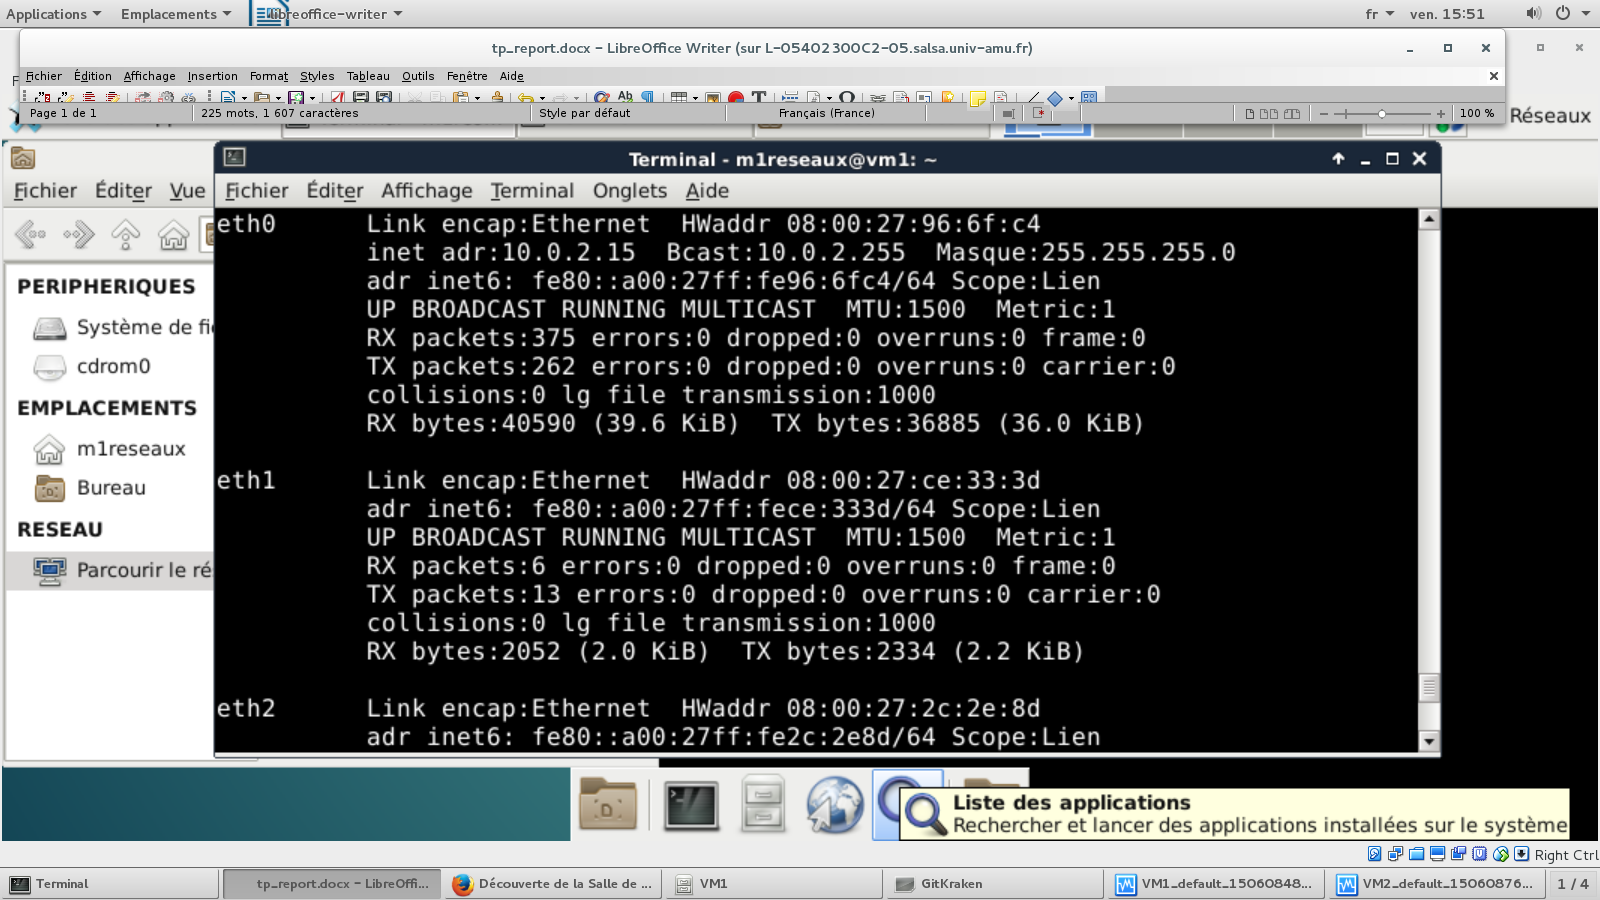 Applications Emplacements libreoffice-writer fr ven. 15:51
tp_report.docx – LibreOffice Writer (sur L-05402300C2-05.salsa.univ-amu.fr)
Fichier Édition Affichage Insertion Format Styles Tableau Outils Fenêtre Aide
Page 1 de 1 225 mots, 1 607 caractères Style par défaut Français (France) 100 %
Réseaux
Terminal - m1reseaux@vm1: ~
Fichier Éditer Vue
Fichier Éditer Affichage Terminal Onglets Aide
eth0 Link encap:Ethernet HWaddr 08:00:27:96:6f:c4
inet adr:10.0.2.15 Bcast:10.0.2.255 Masque:255.255.255.0
adr inet6: fe80::a00:27ff:fe96:6fc4/64 Scope:Lien
UP BROADCAST RUNNING MULTICAST MTU:1500 Metric:1
RX packets:375 errors:0 dropped:0 overruns:0 frame:0
TX packets:262 errors:0 dropped:0 overruns:0 carrier:0
collisions:0 lg file transmission:1000
RX bytes:40590 (39.6 KiB) TX bytes:36885 (36.0 KiB)
eth1 Link encap:Ethernet HWaddr 08:00:27:ce:33:3d
adr inet6: fe80::a00:27ff:fece:333d/64 Scope:Lien
UP BROADCAST RUNNING MULTICAST MTU:1500 Metric:1
RX packets:6 errors:0 dropped:0 overruns:0 frame:0
TX packets:13 errors:0 dropped:0 overruns:0 carrier:0
collisions:0 lg file transmission:1000
RX bytes:2052 (2.0 KiB) TX bytes:2334 (2.2 KiB)
eth2 Link encap:Ethernet HWaddr 08:00:27:2c:2e:8d
adr inet6: fe80::a00:27ff:fe2c:2e8d/64 Scope:Lien
PERIPHERIQUES
Système de fi
cdrom0
EMPLACEMENTS
m1reseaux
Bureau
RESEAU
Parcourir le ré
Liste des applications
Rechercher et lancer des applications installées sur le système
Right Ctrl
Terminal tp_report.docx – LibreOffi... Découverte de la Salle de ... VM1 GitKraken VM1_default_15060848... VM2_default_15060876... 1 / 4